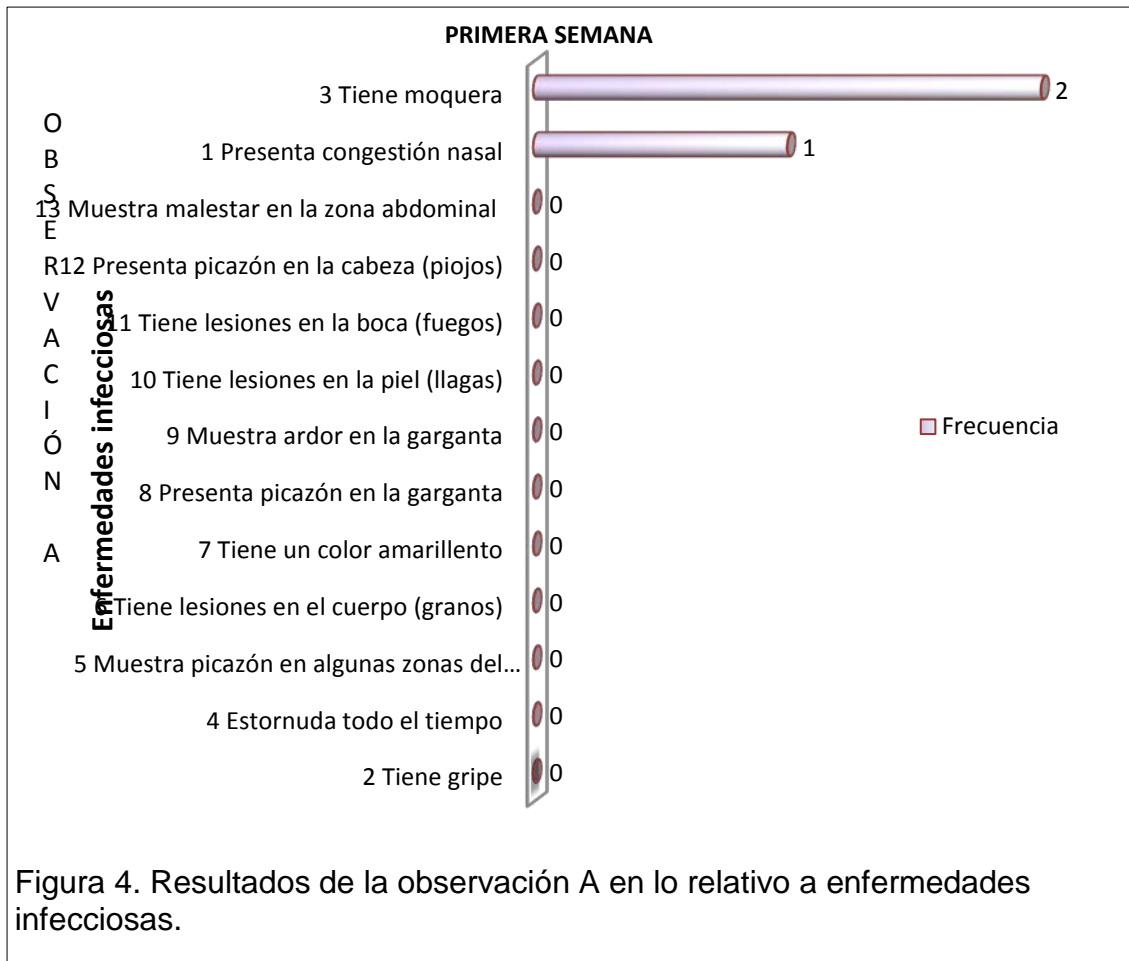 PRIMERA SEMANA
OBSERVACIÓN A
Enfermedades infecciosas
3 Tiene moquera 2
1 Presenta congestión nasal 1
13 Muestra malestar en la zona abdominal 0
12 Presenta picazón en la cabeza (piojos) 0
11 Tiene lesiones en la boca (fuegos) 0
10 Tiene lesiones en la piel (llagas) 0
9 Muestra ardor en la garganta 0
8 Presenta picazón en la garganta 0
7 Tiene un color amarillento 0
Tiene lesiones en el cuerpo (granos) 0
5 Muestra picazón en algunas zonas del... 0
4 Estornuda todo el tiempo 0
2 Tiene gripe 0
Frecuencia
Figura 4. Resultados de la observación A en lo relativo a enfermedades
infecciosas.